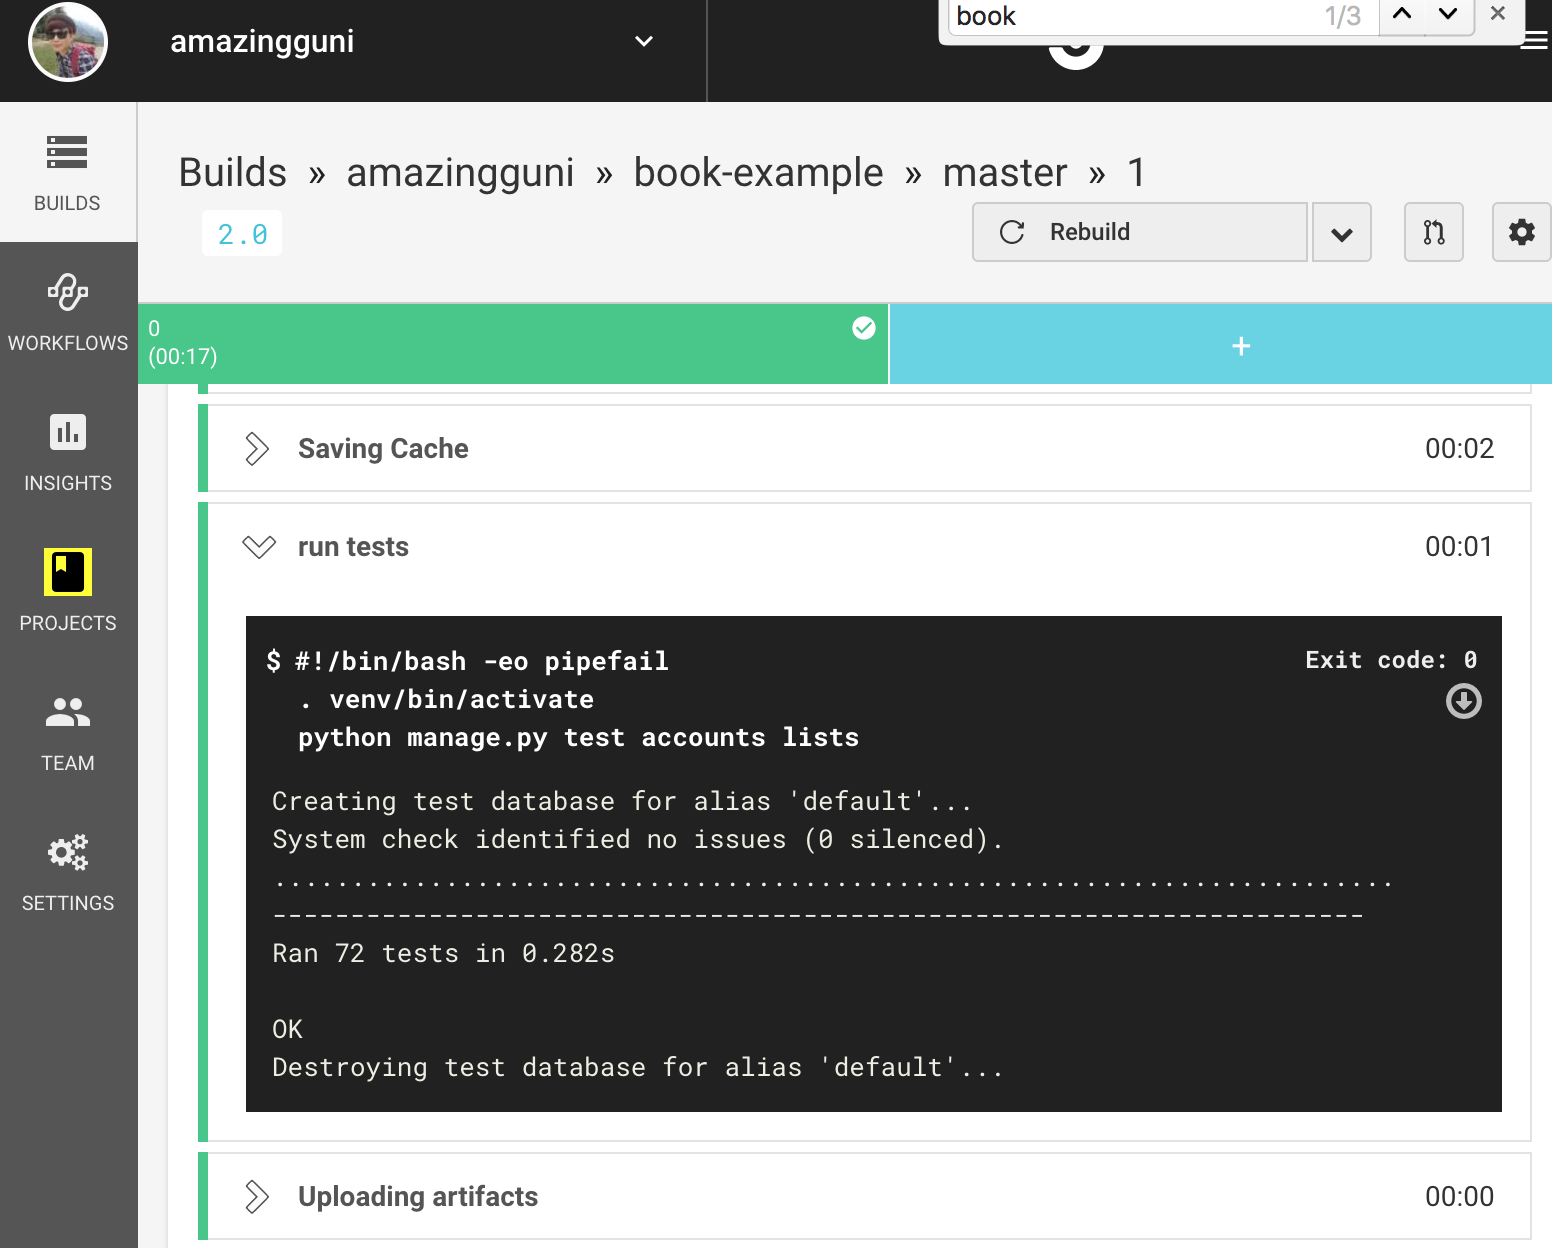 amazingguni
book 1/3
Builds » amazingguni » book-example » master » 1
2.0
Rebuild
BUILDS
WORKFLOWS
INSIGHTS
PROJECTS
TEAM
SETTINGS
0
(00:17)
+
Saving Cache 00:02
run tests 00:01
$ #!/bin/bash -eo pipefail
Exit code: 0
. venv/bin/activate
python manage.py test accounts lists
Creating test database for alias 'default'...
System check identified no issues (0 silenced).
........................................................................
----------------------------------------------------------------------
Ran 72 tests in 0.282s
OK
Destroying test database for alias 'default'...
Uploading artifacts 00:00